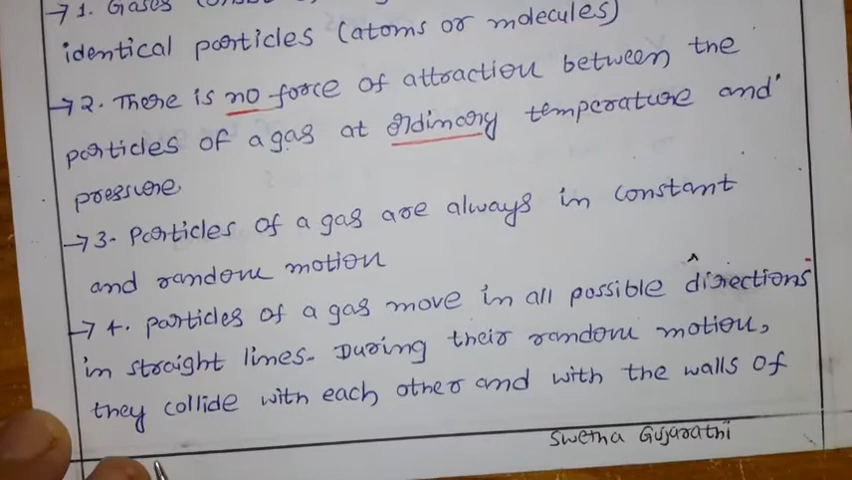 → 1. Gases
identical particles (atoms or molecules)
→ 2. There is no force of attraction between the
particles of a gas at ordinary temperature and
pressure.
→ 3. Particles of a gas are always in constant
and random motion
→ 4. particles of a gas move in all possible directions
in straight lines. During their random motion,
they collide with each other and with the walls of
Swetha Gujarathi